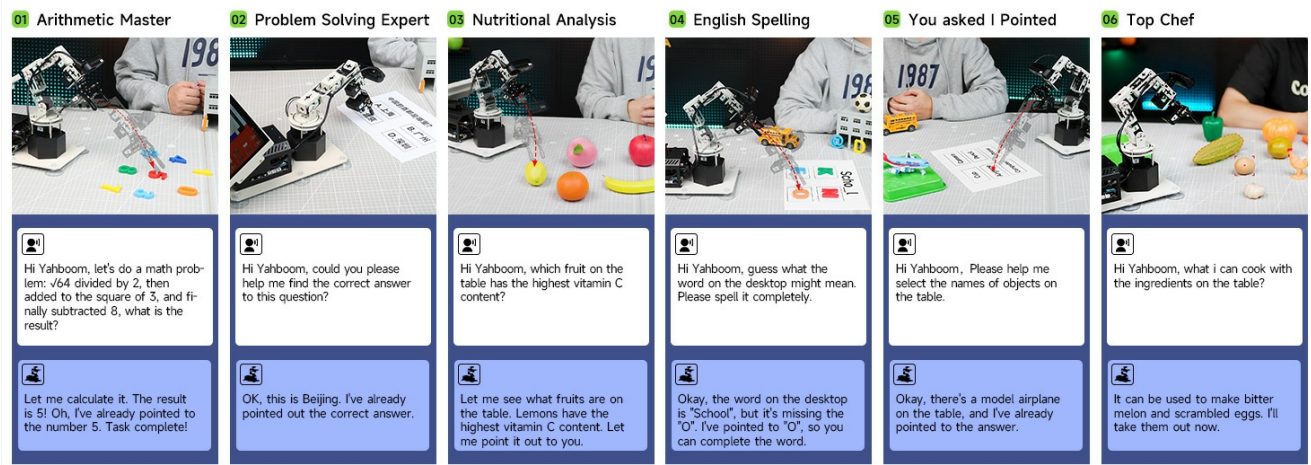 01 Arithmetic Master
02 Problem Solving Expert
03 Nutritional Analysis
04 English Spelling
05 You asked I Pointed
06 Top Chef
198
19
198
Scho_l
K
N
O
1987
Hi Yahboom, let's do a math prob-
lem: √64 divided by 2, then
added to the square of 3, and fi-
nally subtracted 8, what is the
result?
Let me calculate it. The result
is 5! Oh, I've already pointed to
the number 5. Task complete!
Hi Yahboom, could you please
help me find the correct answer
to this question?
OK, this is Beijing. I've already
pointed out the correct answer.
Hi Yahboom, which fruit on the
table has the highest vitamin C
content?
Let me see what fruits are on
the table. Lemons have the
highest vitamin C content. Let
me point it out to you.
Hi Yahboom, guess what the
word on the desktop might mean.
Please spell it completely.
Okay, the word on the desktop
is "School", but it's missing the
"O". I've pointed to "O", so you
can complete the word.
Hi Yahboom, Please help me
select the names of objects on
the table.
Okay, there's a model airplane
on the table, and I've already
pointed to the answer.
Hi Yahboom, what i can cook with
the ingredients on the table?
It can be used to make bitter
melon and scrambled eggs. I'll
take them out now.